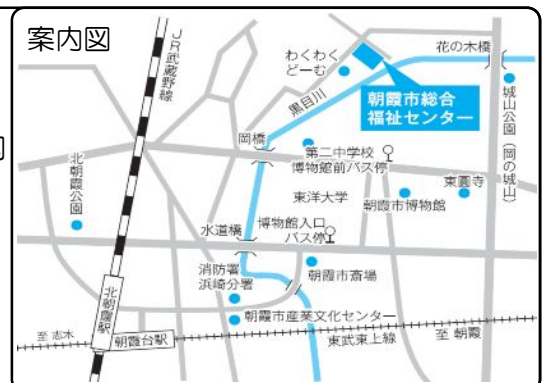 案内図
JR武蔵野線
わくわく
どーむ
花の木橋
黒目川
朝霞市総合
福祉センター
城山公園(岡の城山)
岡橋
第二中学校
博物館前バス停
北朝霞公園
東洋大学
東圓寺
朝霞市博物館
水道橋
博物館入口
バス停
消防署
浜崎分署
朝霞市斎場
北朝霞駅
朝霞市産業文化センター
至 志木
朝霞台駅
東武東上線
至 朝霞